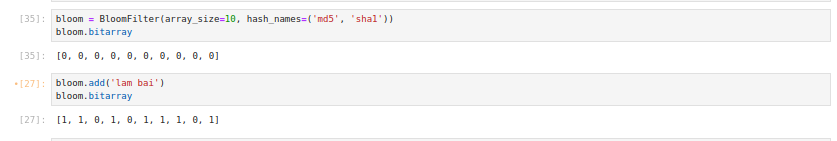 [35]: bloom = BloomFilter(array_size=10, hash_names=('md5', 'sha1'))
bloom.bitarray
[35]: [0, 0, 0, 0, 0, 0, 0, 0, 0, 0]
•[27]: bloom.add('lam bai')
bloom.bitarray
[27]: [1, 1, 0, 1, 0, 1, 1, 1, 0, 1]